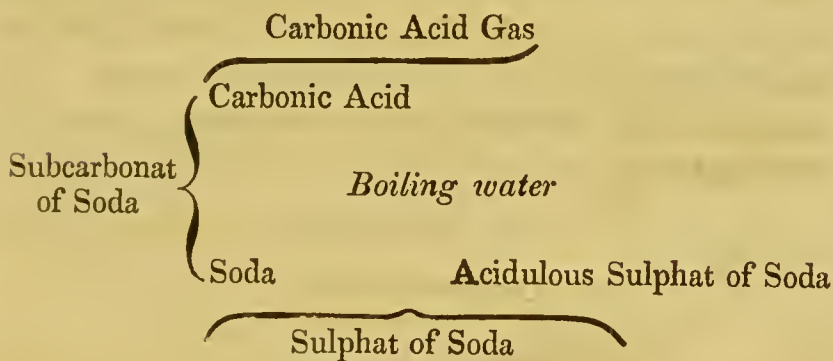 Carbonic Acid Gas
Carbonic Acid
Subcarbonat
of Soda
Boiling water
Soda Acidulous Sulphat of Soda
Sulphat of Soda